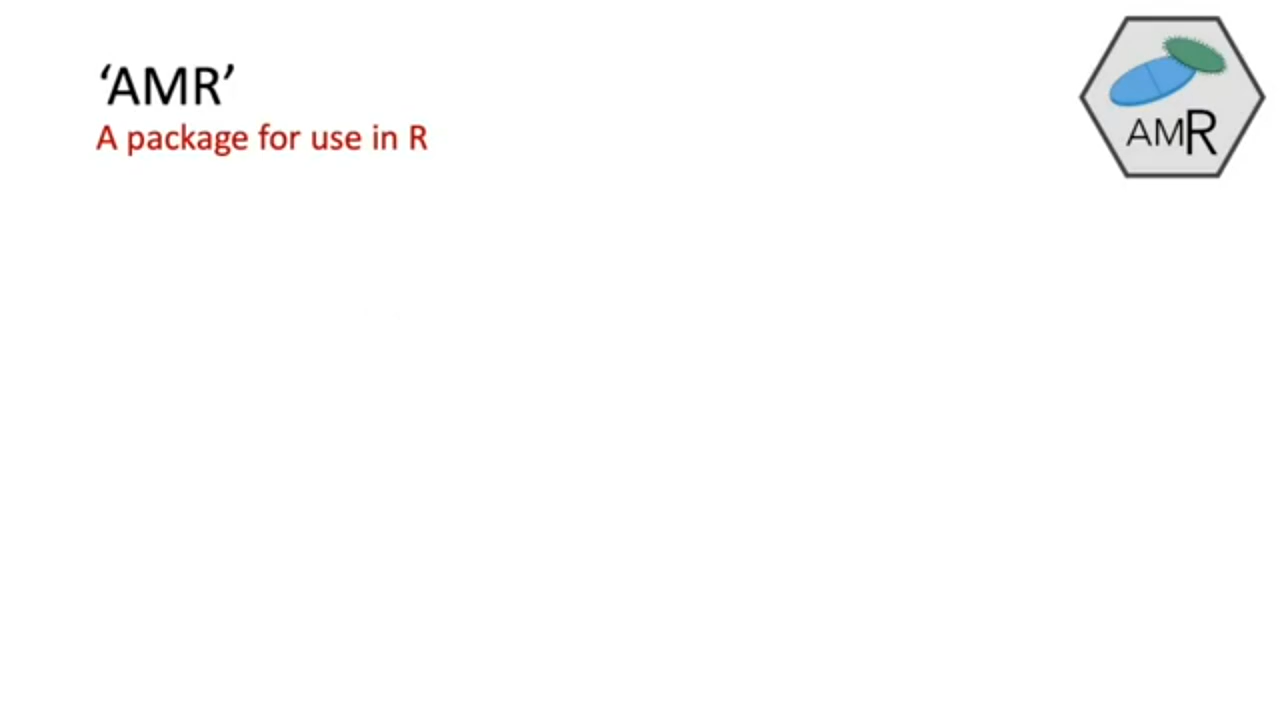 ‘AMR’
A package for use in R
AMR